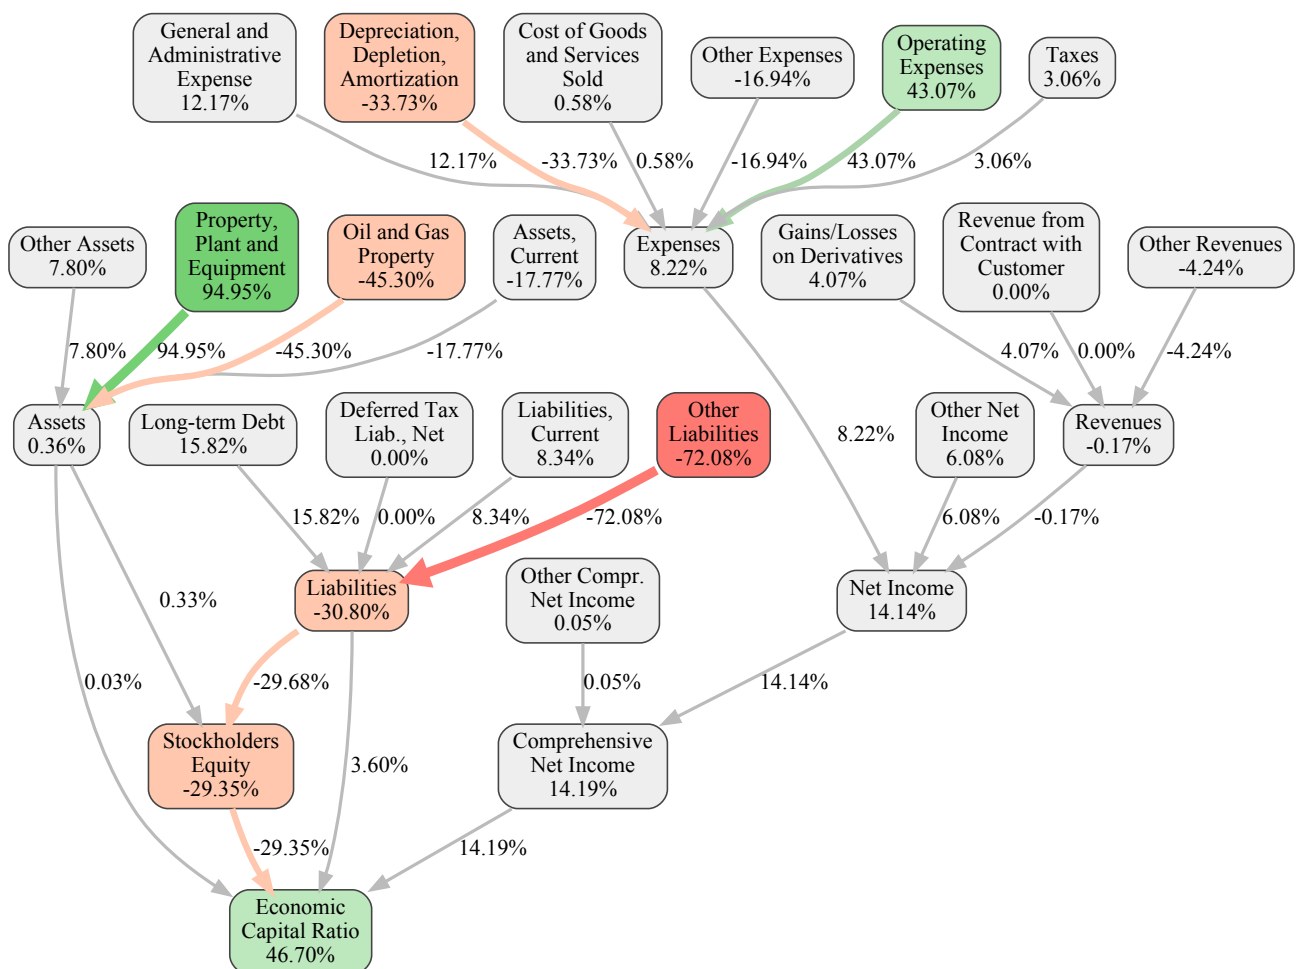 General and
Administrative
Expense
12.17%
Depreciation,
Depletion,
Amortization
-33.73%
Cost of Goods
and Services
Sold
0.58%
Other Expenses
-16.94%
Operating
Expenses
43.07%
Taxes
3.06%
12.17%
-33.73%
0.58%
-16.94%
43.07%
3.06%
Other Assets
7.80%
Property,
Plant and
Equipment
94.95%
Oil and Gas
Property
-45.30%
Assets,
Current
-17.77%
Expenses
8.22%
Gains/Losses
on Derivatives
4.07%
Revenue from
Contract with
Customer
0.00%
Other Revenues
-4.24%
7.80%
94.95%
-45.30%
-17.77%
4.07%
0.00%
-4.24%
Assets
0.36%
Long-term Debt
15.82%
Deferred Tax
Liab., Net
0.00%
Liabilities,
Current
8.34%
Other
Liabilities
-72.08%
8.22%
Other Net
Income
6.08%
Revenues
-0.17%
15.82%
0.00%
8.34%
-72.08%
6.08%
-0.17%
0.33%
Liabilities
-30.80%
Other Compr.
Net Income
0.05%
Net Income
14.14%
0.03%
-29.68%
0.05%
14.14%
Stockholders
Equity
-29.35%
3.60%
Comprehensive
Net Income
14.19%
-29.35%
14.19%
Economic
Capital Ratio
46.70%